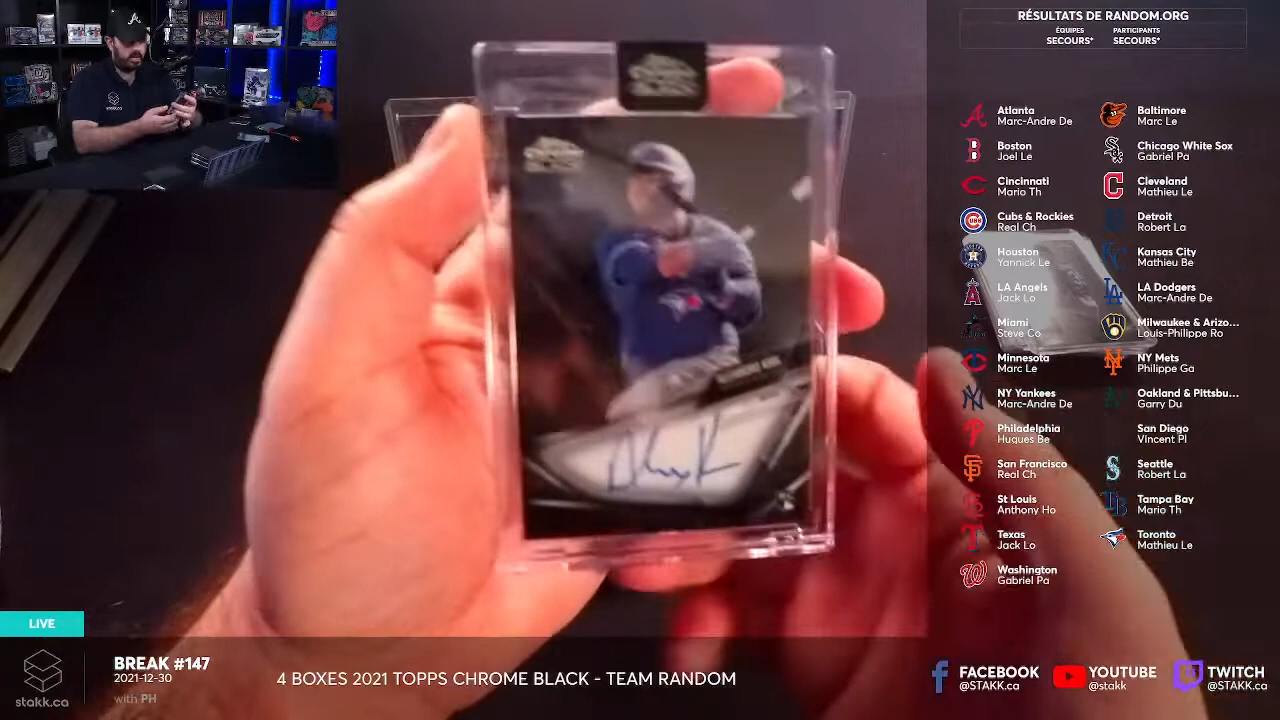 RÉSULTATS DE RANDOM.ORG
ÉQUIPES
SECOURS*
PARTICIPANTS
SECOURS*
Atlanta
Marc-Andre De
Baltimore
Marc Le
Boston
Joel Le
Chicago White Sox
Gabriel Pa
Cincinnati
Mario Th
Cleveland
Mathieu Le
Cubs & Rockies
Real Ch
Detroit
Robert La
Houston
Yannick Le
Kansas City
Mathieu Be
LA Angels
Jack Lo
LA Dodgers
Marc-Andre De
Miami
Steve Co
Milwaukee & Arizo...
Louis-Philippe Ro
Minnesota
Marc Le
NY Mets
Philippe Ga
NY Yankees
Marc-Andre De
Oakland & Pittsbu...
Garry Du
Philadelphia
Hugues Be
San Diego
Vincent Pl
San Francisco
Real Ch
Seattle
Robert La
St Louis
Anthony Ho
Tampa Bay
Mario Th
Texas
Jack Lo
Toronto
Mathieu Le
Washington
Gabriel Pa
LIVE
stakk.ca
BREAK #147
2021-12-30
with PH
4 BOXES 2021 TOPPS CHROME BLACK - TEAM RANDOM
FACEBOOK
@STAKK.ca
YOUTUBE
@stakk
TWITCH
@STAKK.ca